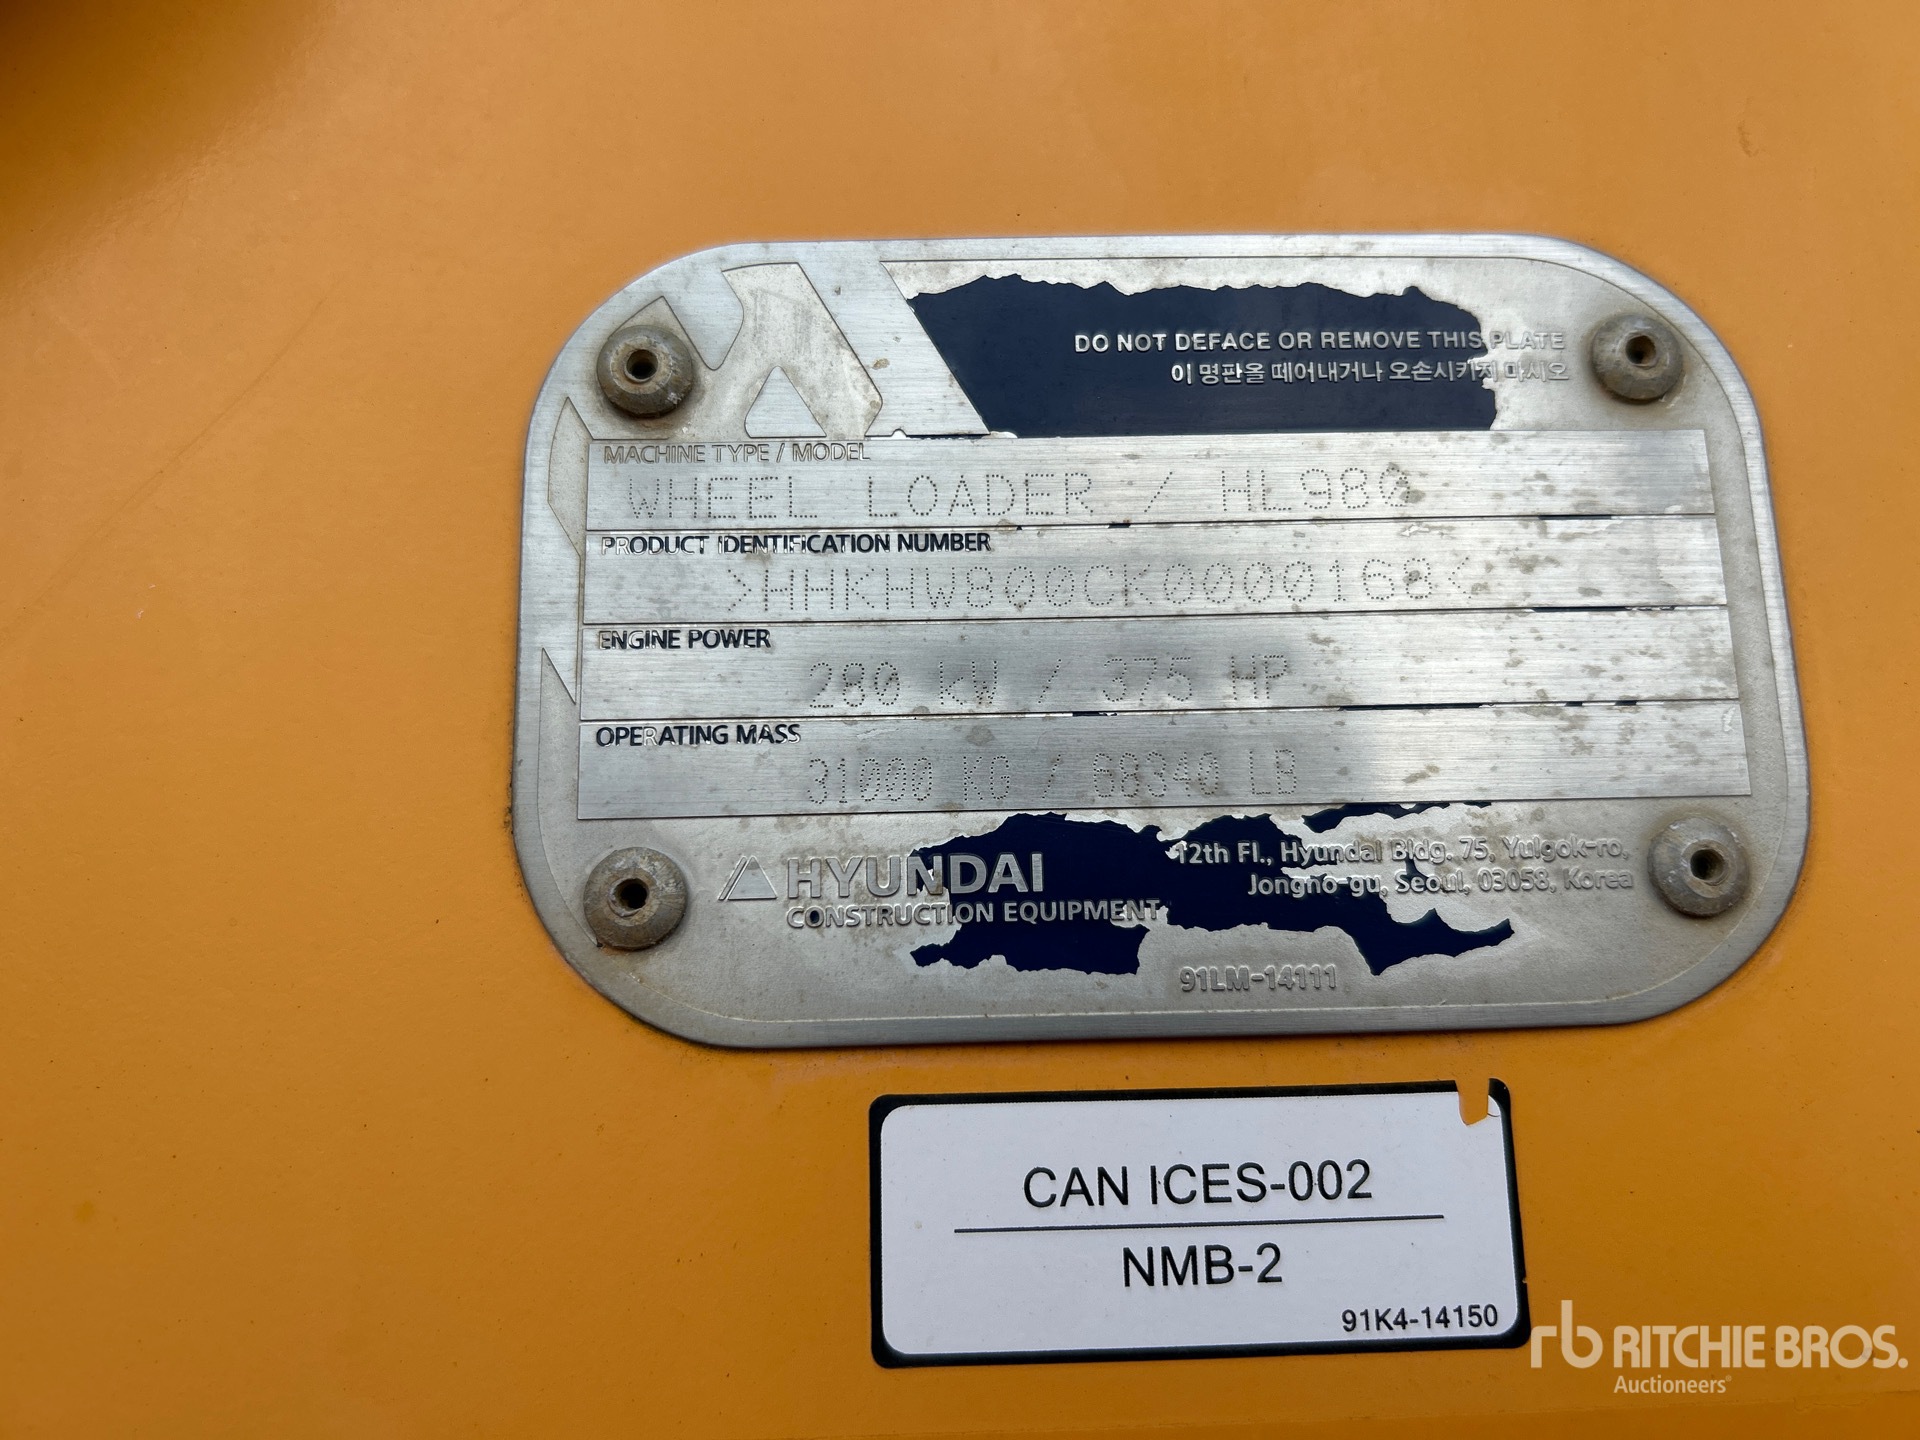 DO NOT DEFACE OR REMOVE THIS PLATE
이 명판을 떼어내거나 오손시키지 마시오
MACHINE TYPE / MODEL
WHEEL LOADER / HL980
PRODUCT IDENTIFICATION NUMBER
>HHKHW800CK0000168<
ENGINE POWER
280 kW / 375 HP
OPERATING MASS
31000 KG / 68340 LB
HYUNDAI
CONSTRUCTION EQUIPMENT
12th Fl., Hyundai Bldg. 75, Yulgok-ro,
Jongno-gu, Seoul, 03058, Korea
91LM-14111
CAN ICES-002
NMB-2
91K4-14150
rb RITCHIE BROS.
Auctioneers